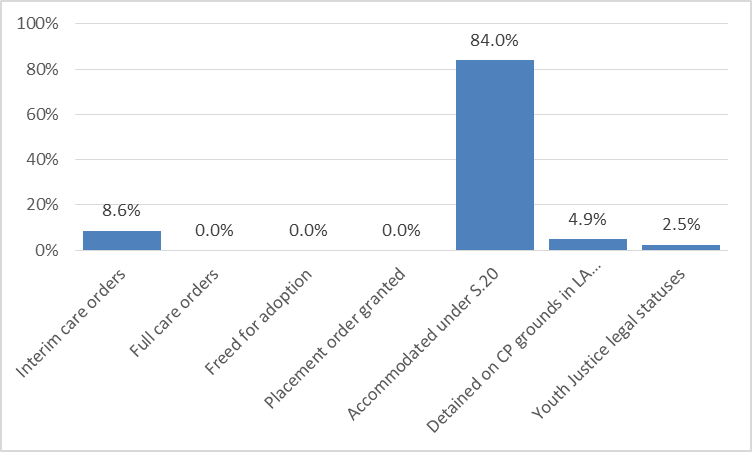 100%
80%
60%
40%
20%
0%
8.6%
0.0%
0.0%
0.0%
84.0%
4.9%
2.5%
Interim care orders
Full care orders
Freed for adoption
Placement order granted
Accommodated under S.20
Detained on CP grounds in LA...
Youth Justice legal statuses